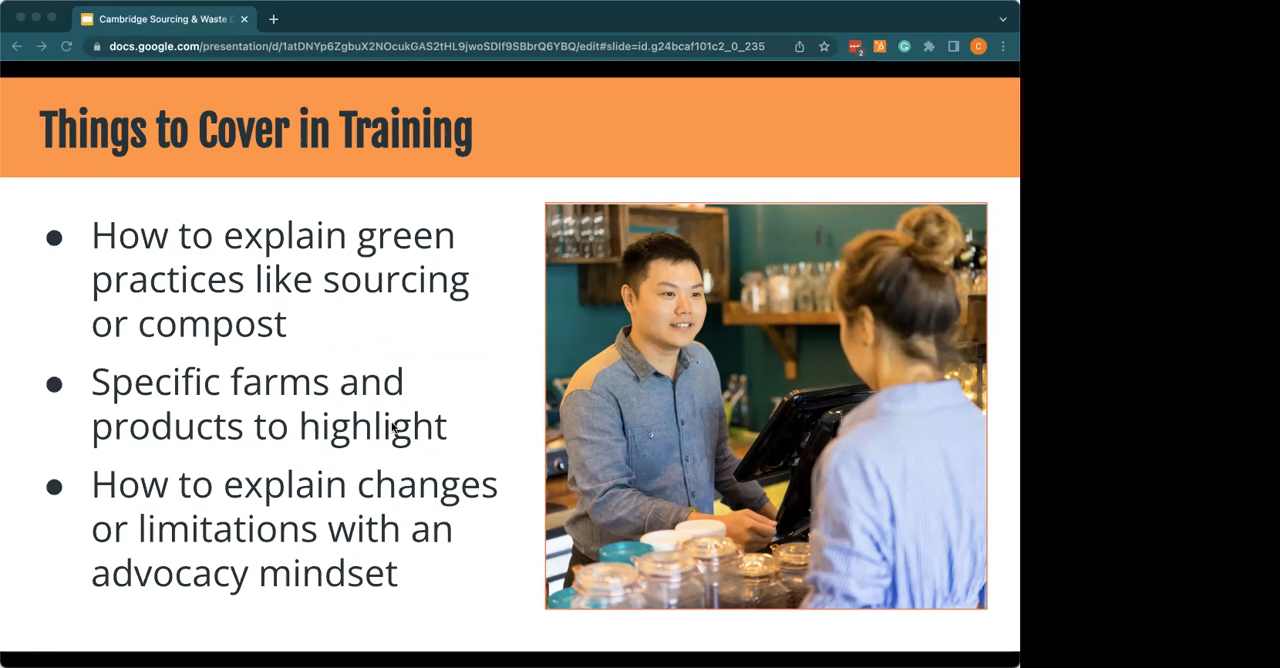 Cambridge Sourcing & Waste
docs.google.com/presentation/d/1atDNYp6ZgbuX2NOcukGAS2tHL9jwoSDIf9SBbrQ6YBQ/edit#slide=id.g24bcaf101c2_0_235
2
C
Things to Cover in Training
How to explain green
practices like sourcing
or compost
Specific farms and
products to highlight
How to explain changes
or limitations with an
advocacy mindset